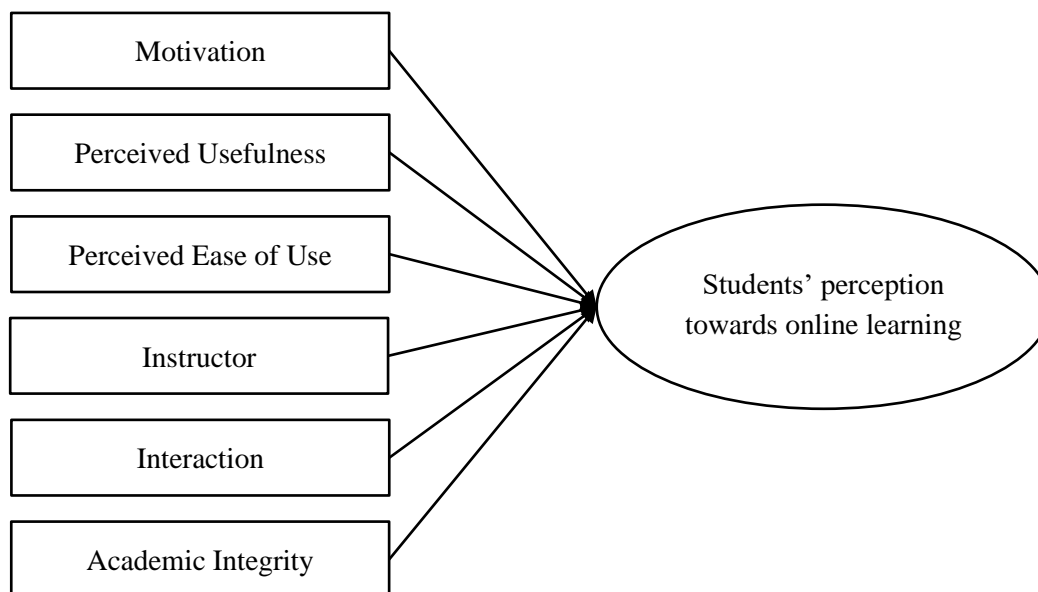 Motivation
Perceived Usefulness
Perceived Ease of Use
Instructor
Interaction
Academic Integrity
Students’ perception
towards online learning